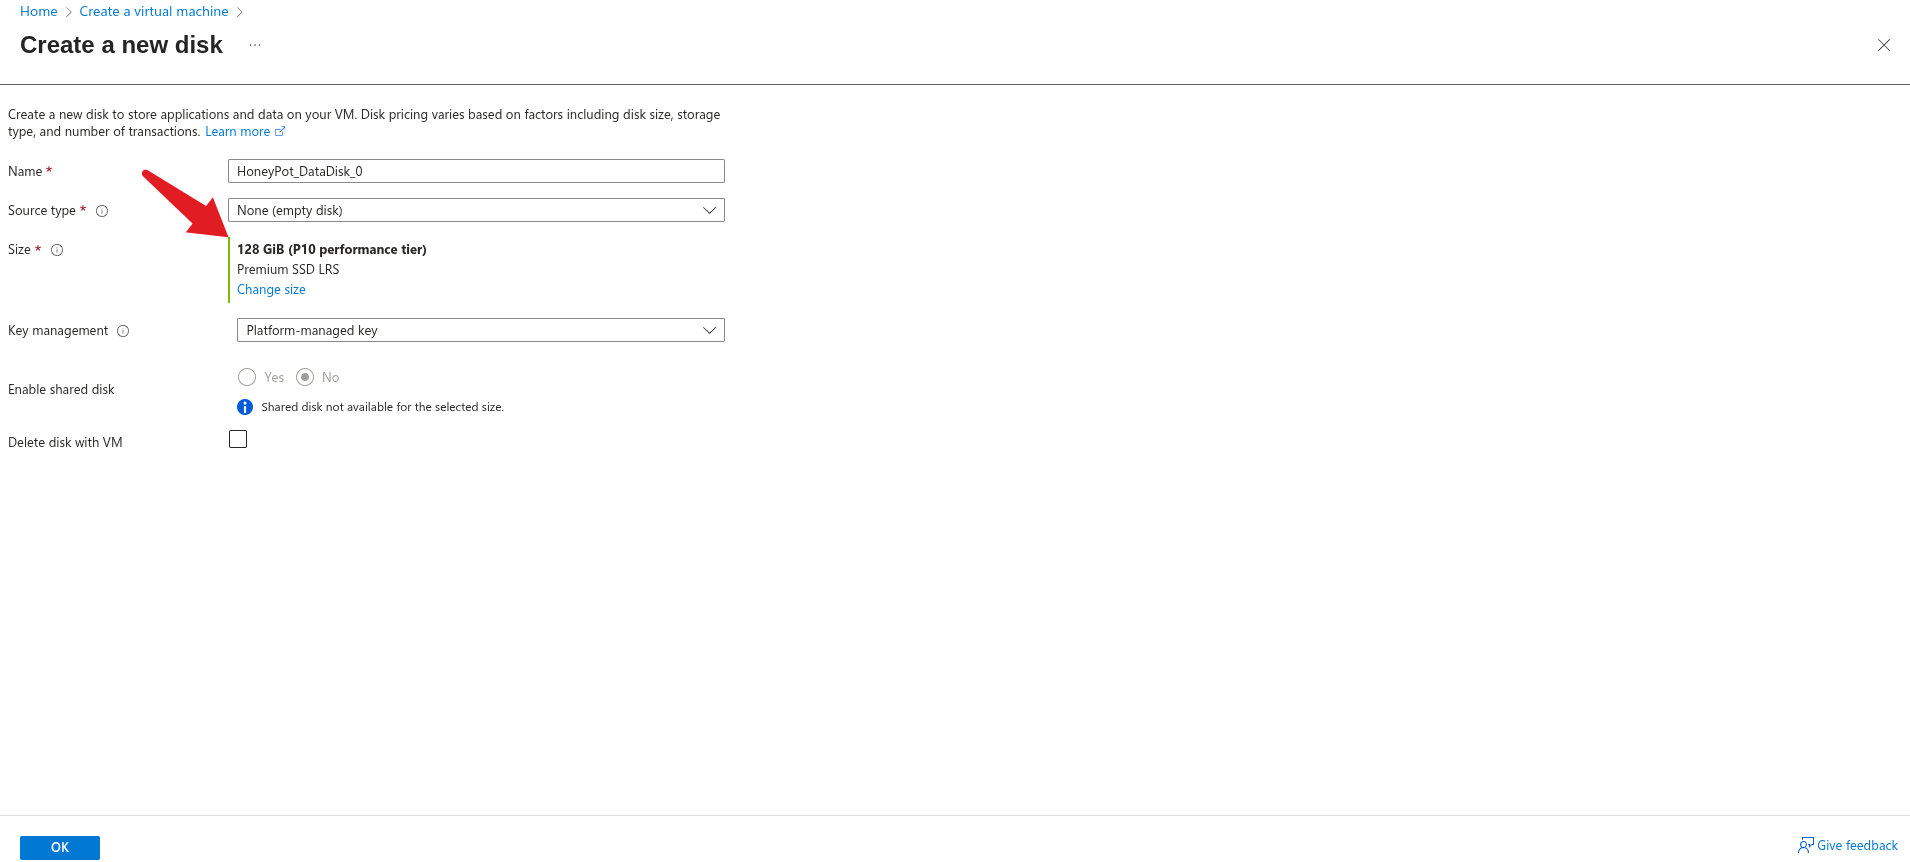 Home > Create a virtual machine >
Create a new disk ...
Create a new disk to store applications and data on your VM. Disk pricing varies based on factors including disk size, storage
type, and number of transactions. Learn more
Name * HoneyPot_DataDisk_0
Source type * None (empty disk)
Size * 128 GiB (P10 performance tier)
Premium SSD LRS
Change size
Key management Platform-managed key
Yes No
Enable shared disk
Shared disk not available for the selected size.
Delete disk with VM
OK
Give feedback